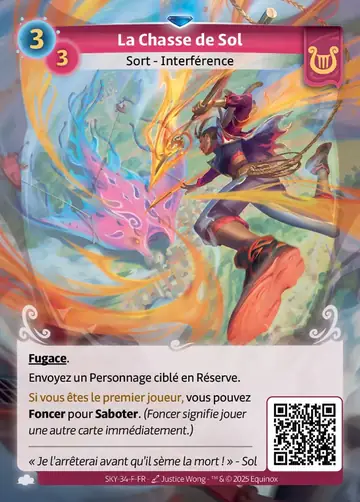 3
La Chasse de Sol
3
Sort - Interférence
Fugace.
Envoyez un Personnage ciblé en Réserve.
Si vous êtes le premier joueur, vous pouvez
Foncer pour Saboter. (Foncer signifie jouer
une autre carte immédiatement.)
« Je l'arrêterai avant qu'il sème la mort ! » - Sol
SKY-34-F-FR - Justice Wong - ™ & © 2025 Equinox